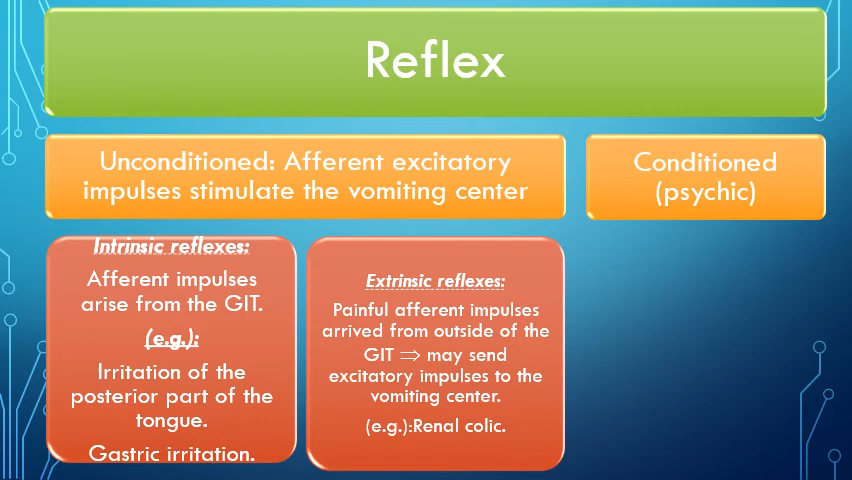 Reflex
Unconditioned: Afferent excitatory
impulses stimulate the vomiting center
Conditioned
(psychic)
Intrinsic reflexes:
Afferent impulses
arise from the GIT.
(e.g.):
Irritation of the
posterior part of the
tongue.
Gastric irritation.
Extrinsic reflexes:
Painful afferent impulses
arrived from outside of the
GIT ⟹ may send
excitatory impulses to the
vomiting center.
(e.g.):Renal colic.